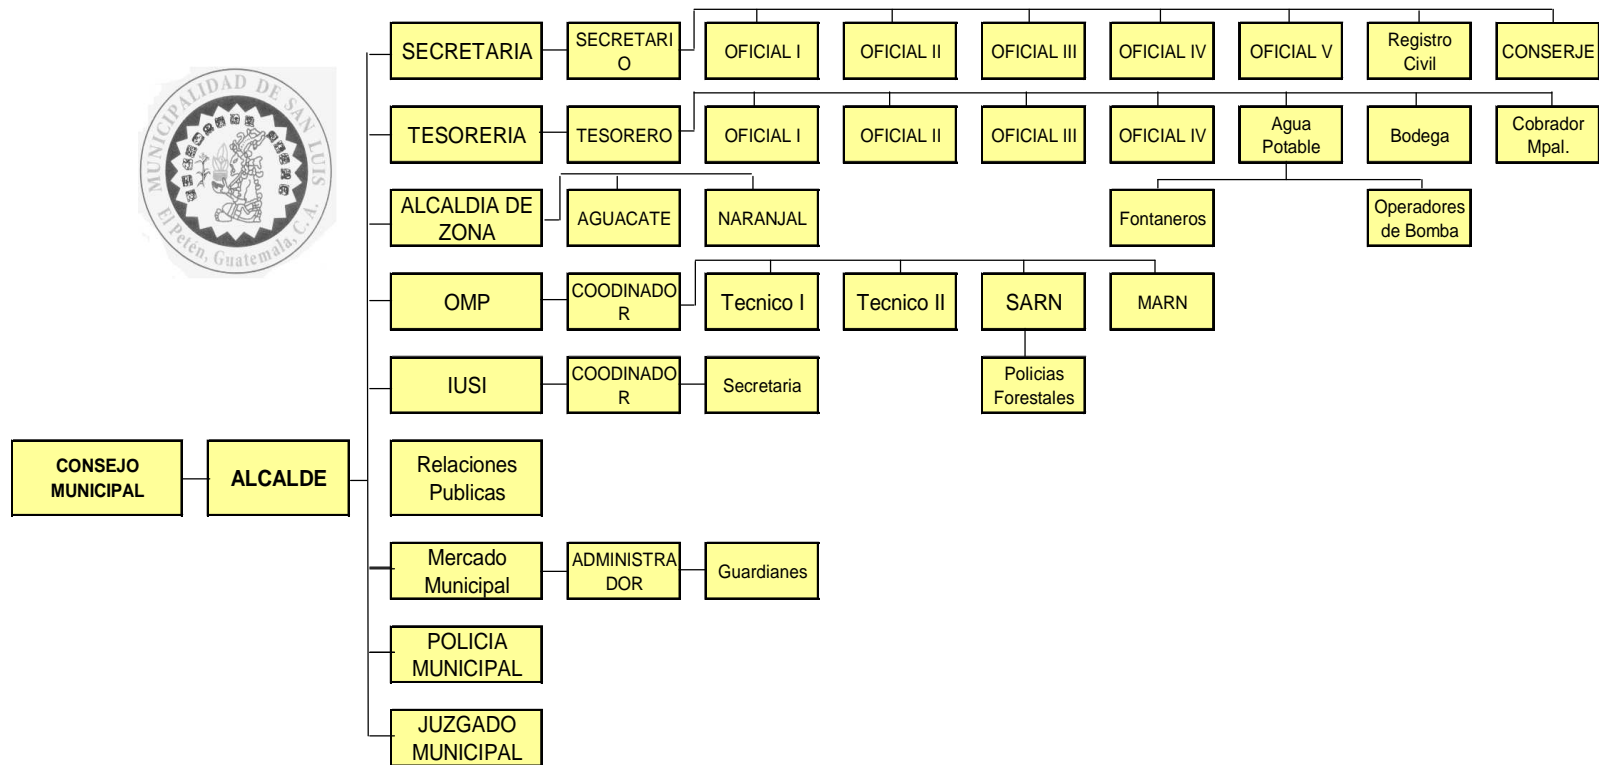 MUNICIPALIDAD DE SAN LUIS
El Petén, Guatemala, C. A.
SECRETARIA
SECRETARI
O
OFICIAL I
OFICIAL II
OFICIAL III
OFICIAL IV
OFICIAL V
Registro
Civil
CONSERJE
TESORERIA
TESORERO
OFICIAL I
OFICIAL II
OFICIAL III
OFICIAL IV
Agua
Potable
Bodega
Cobrador
Mpal.
ALCALDIA DE
ZONA
AGUACATE
NARANJAL
Fontaneros
Operadores
de Bomba
OMP
COODINADO
R
Tecnico I
Tecnico II
SARN
MARN
IUSI
COODINADO
R
Secretaria
Policias
Forestales
CONSEJO
MUNICIPAL
ALCALDE
Relaciones
Publicas
Mercado
Municipal
ADMINISTRA
DOR
Guardianes
POLICIA
MUNICIPAL
JUZGADO
MUNICIPAL